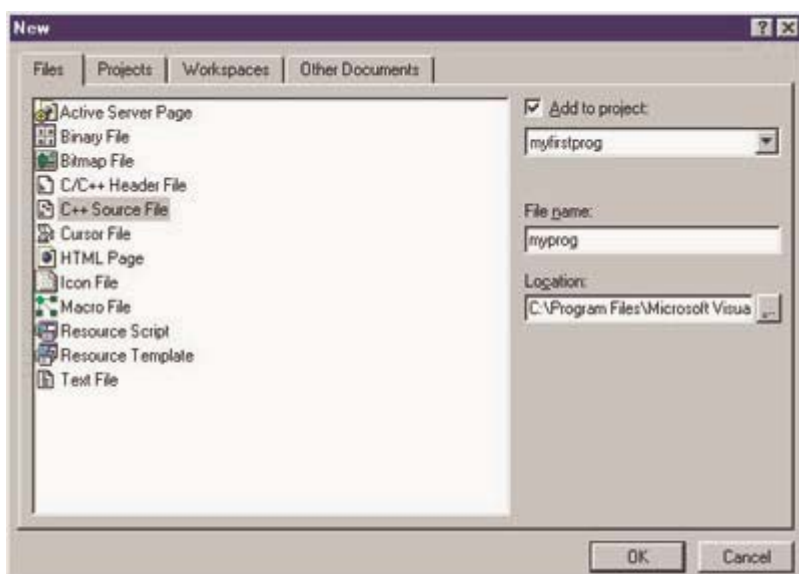 New
Files
Projects
Workspaces
Other Documents
Active Server Page
Binary File
Bitmap File
C/C++ Header File
C++ Source File
Cursor File
HTML Page
Icon File
Macro File
Resource Script
Resource Template
Text File
Add to project:
myfirstprog
File name:
myprog
Location:
C:\Program Files\Microsoft Visua
...
OK
Cancel